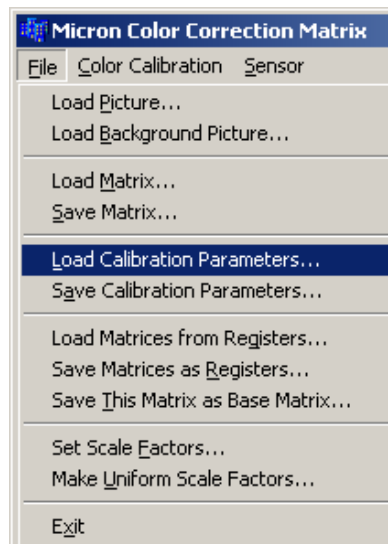 Micron Color Correction Matrix
File Color Calibration Sensor
Load Picture...
Load Background Picture...
Load Matrix...
Save Matrix...
Load Calibration Parameters...
Save Calibration Parameters...
Load Matrices from Registers...
Save Matrices as Registers...
Save This Matrix as Base Matrix...
Set Scale Factors...
Make Uniform Scale Factors...
Exit